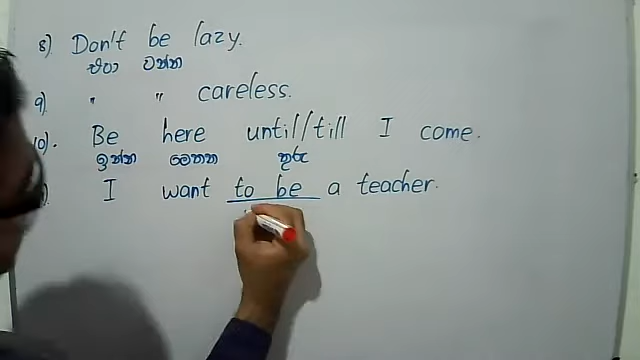 8) Don't be lazy.
එපා වන්න
9) " " careless.
10). Be here until/till I come.
ඉන්න මෙතන තුරු
I want to be a teacher.